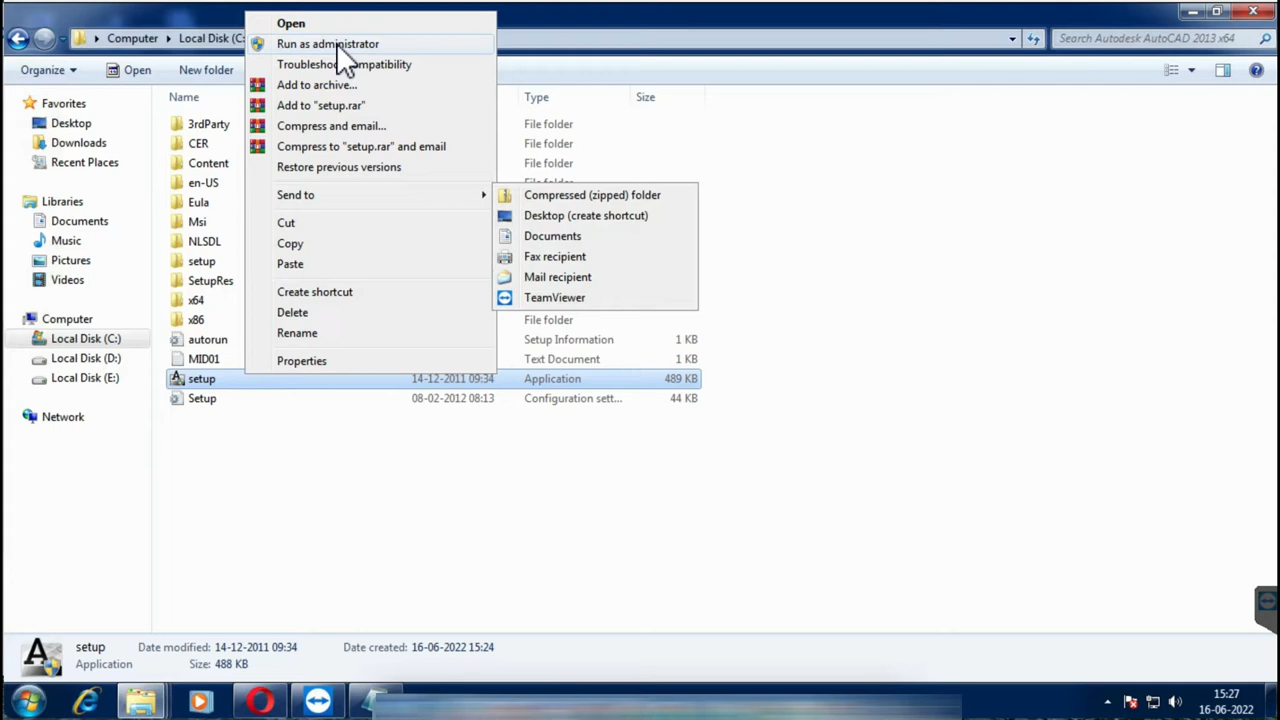 Computer
Local Disk (C:
Search Autodesk AutoCAD 2013 x64
Organize
Open
New folder
Favorites
Desktop
Downloads
Recent Places
Libraries
Documents
Music
Pictures
Videos
Computer
Local Disk (C:)
Local Disk (D:)
Local Disk (E:)
Network
Name
Type
Size
3rdParty
File folder
CER
File folder
Content
File folder
en-US
Eula
Msi
NLSDL
setup
SetupRes
x64
x86
File folder
autorun
Setup Information
1 KB
MID01
Text Document
1 KB
setup
14-12-2011 09:34
Application
489 KB
Setup
08-02-2012 08:13
Configuration sett...
44 KB
Open
Run as administrator
Troubleshoot compatibility
Add to archive...
Add to "setup.rar"
Compress and email...
Compress to "setup.rar" and email
Restore previous versions
Send to
Cut
Copy
Paste
Create shortcut
Delete
Rename
Properties
Compressed (zipped) folder
Desktop (create shortcut)
Documents
Fax recipient
Mail recipient
TeamViewer
setup
Date modified: 14-12-2011 09:34
Date created: 16-06-2022 15:24
Application
Size: 488 KB
15:27
16-06-2022